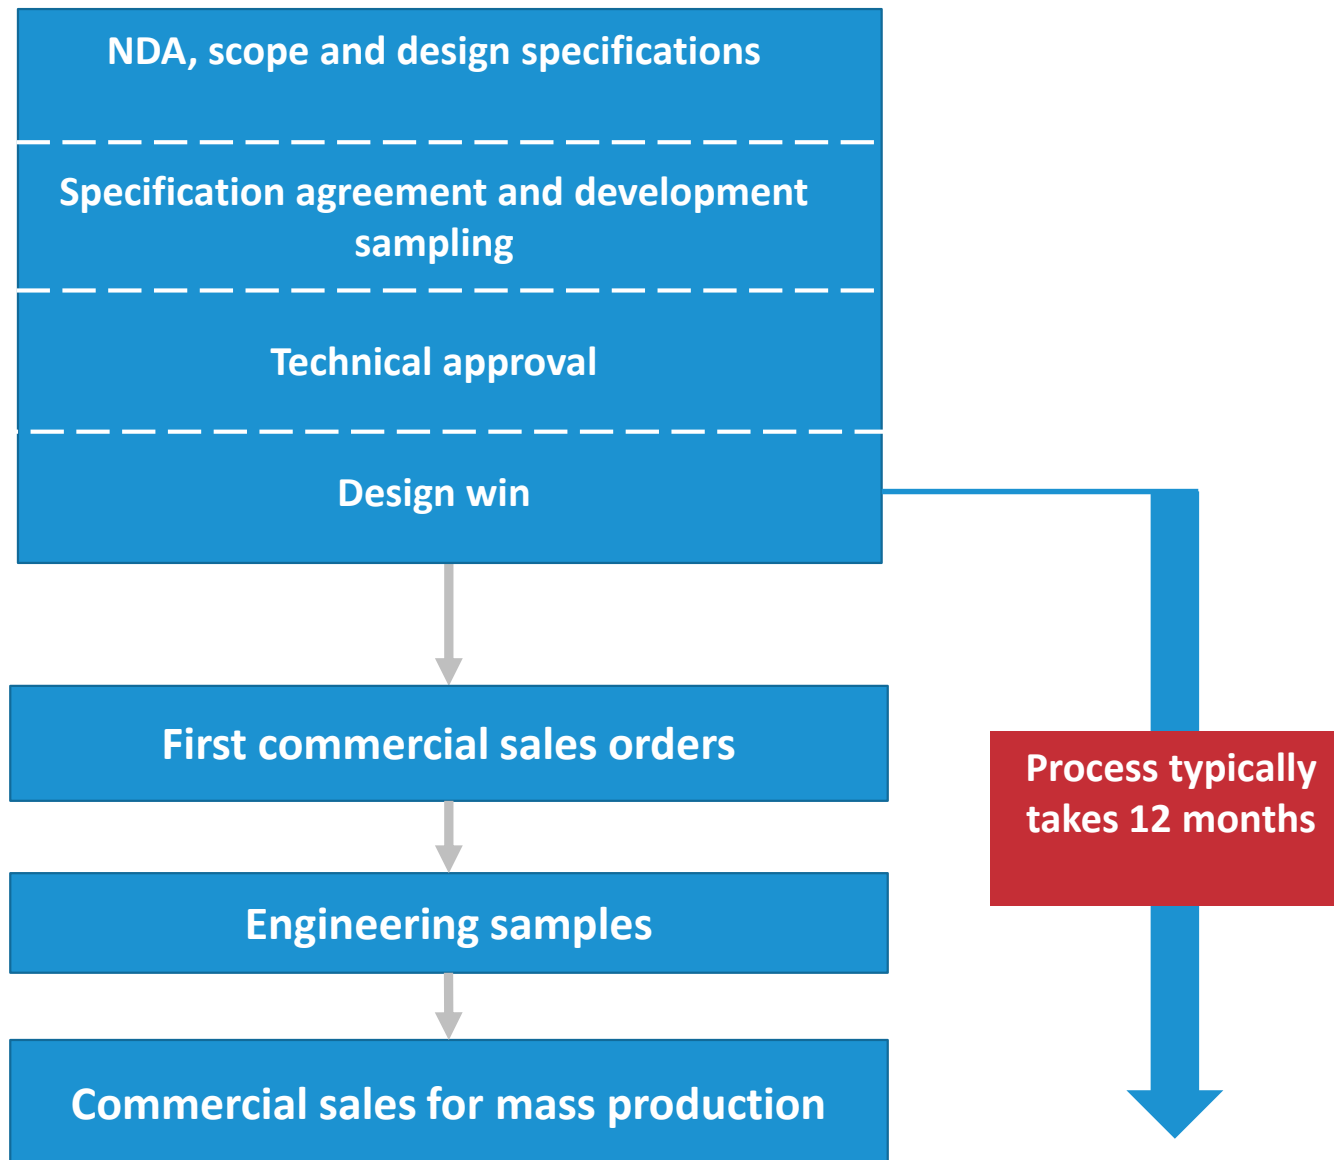 NDA, scope and design specifications
Specification agreement and development
sampling
Technical approval
Design win
First commercial sales orders
Process typically
takes 12 months
Engineering samples
Commercial sales for mass production